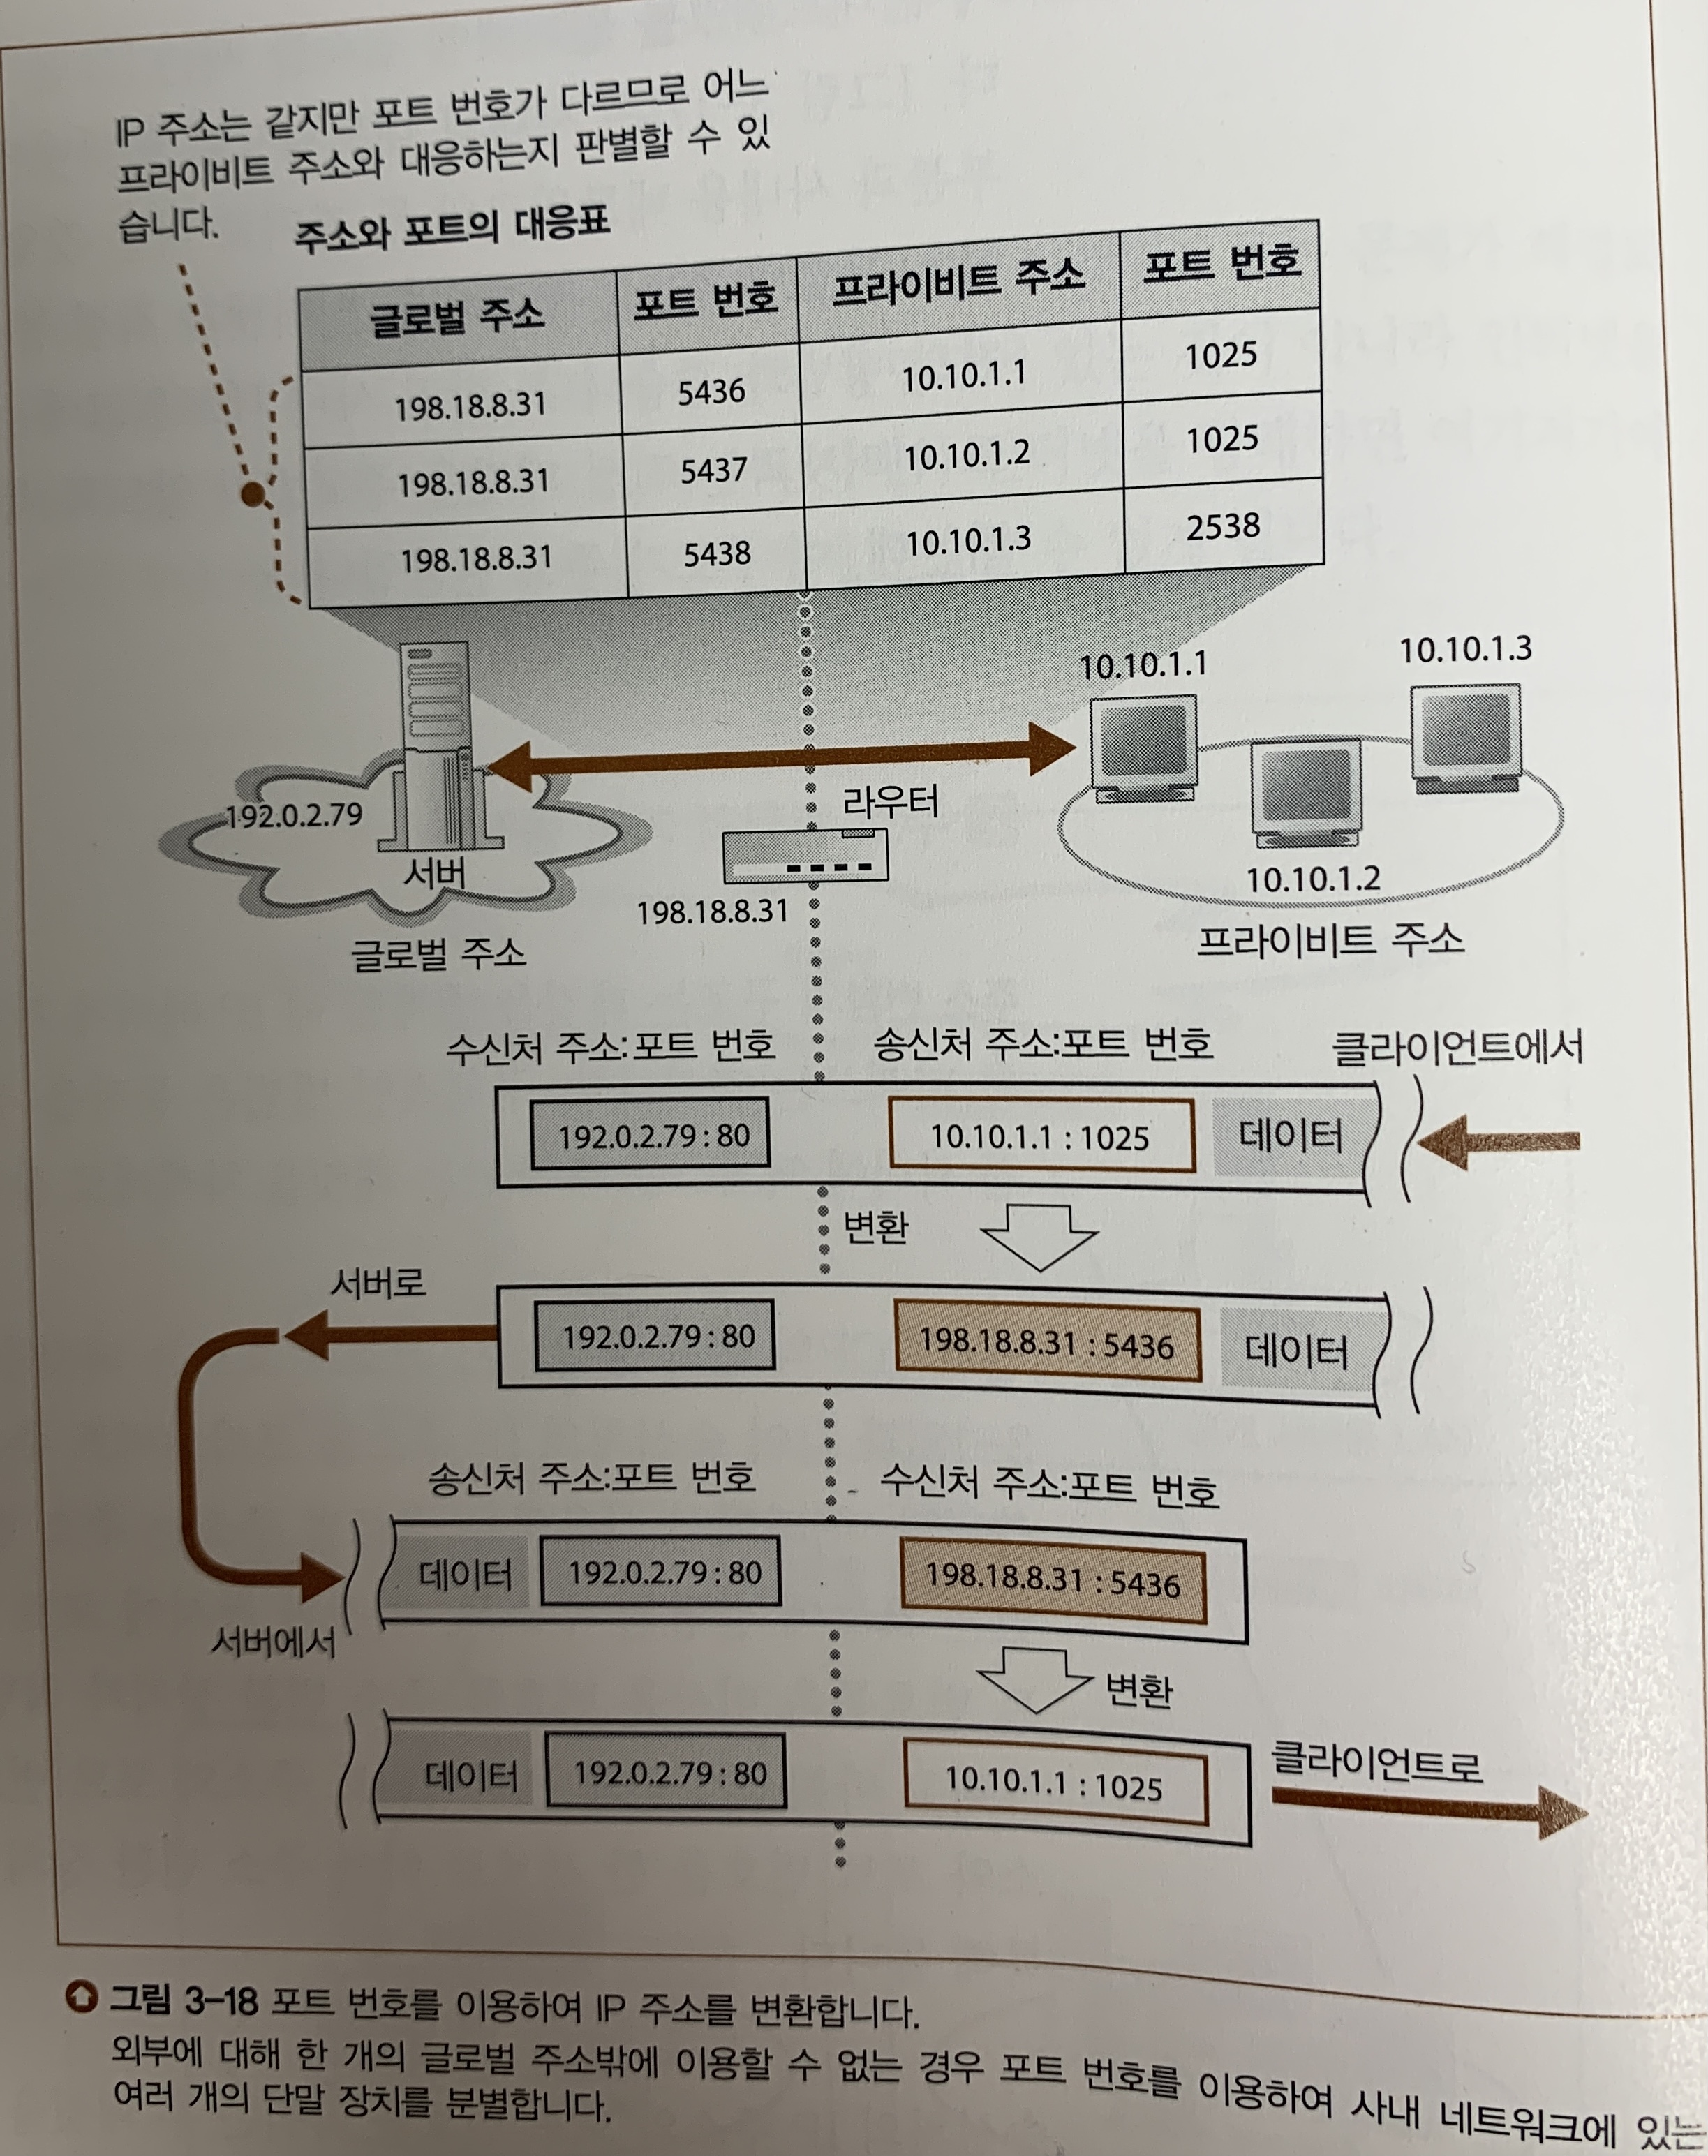 IP 주소는 같지만 포트 번호가 다르므로 어느
프라이비트 주소와 대응하는지 판별할 수 있
습니다.
주소와 포트의 대응표
글로벌 주소 포트 번호 프라이비트 주소 포트 번호
198.18.8.31 5436 10.10.1.1 1025
198.18.8.31 5437 10.10.1.2 1025
198.18.8.31 5438 10.10.1.3 2538
10.10.1.1
10.10.1.3
192.0.2.79
서버
라우터
10.10.1.2
198.18.8.31
글로벌 주소
프라이비트 주소
수신처 주소:포트 번호 송신처 주소:포트 번호 클라이언트에서
192.0.2.79 : 80 10.10.1.1 : 1025 데이터
변환
서버로
192.0.2.79 : 80 198.18.8.31 : 5436 데이터
송신처 주소:포트 번호 수신처 주소:포트 번호
데이터 192.0.2.79 : 80 198.18.8.31 : 5436
서버에서
변환
데이터 192.0.2.79 : 80 10.10.1.1 : 1025
클라이언트로
그림 3-18 포트 번호를 이용하여 IP 주소를 변환합니다.
외부에 대해 한 개의 글로벌 주소밖에 이용할 수 없는 경우 포트 번호를 이용하여 사내 네트워크에 있는
여러 개의 단말 장치를 분별합니다.